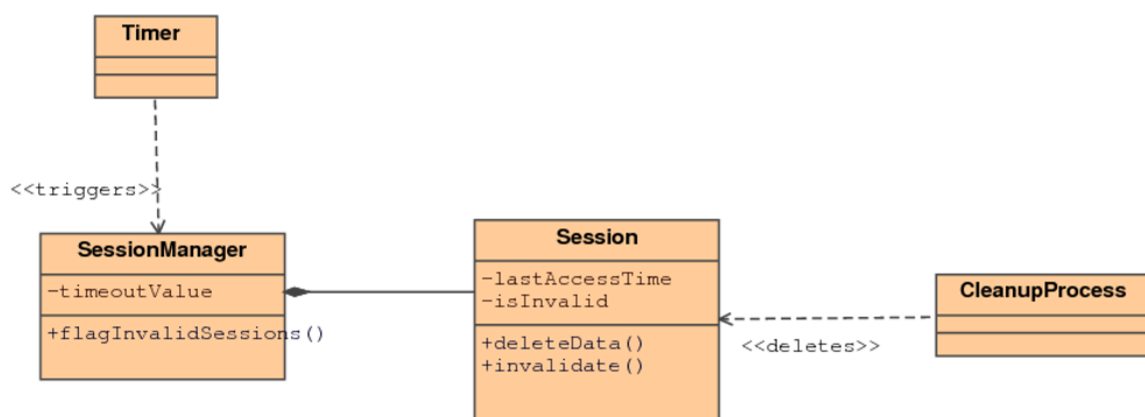 Timer
<<triggers>>
SessionManager
-timeoutValue
+flagInvalidSessions()
Session
-lastAccessTime
-isInvalid
+deleteData()
+invalidate()
CleanupProcess
<<deletes>>